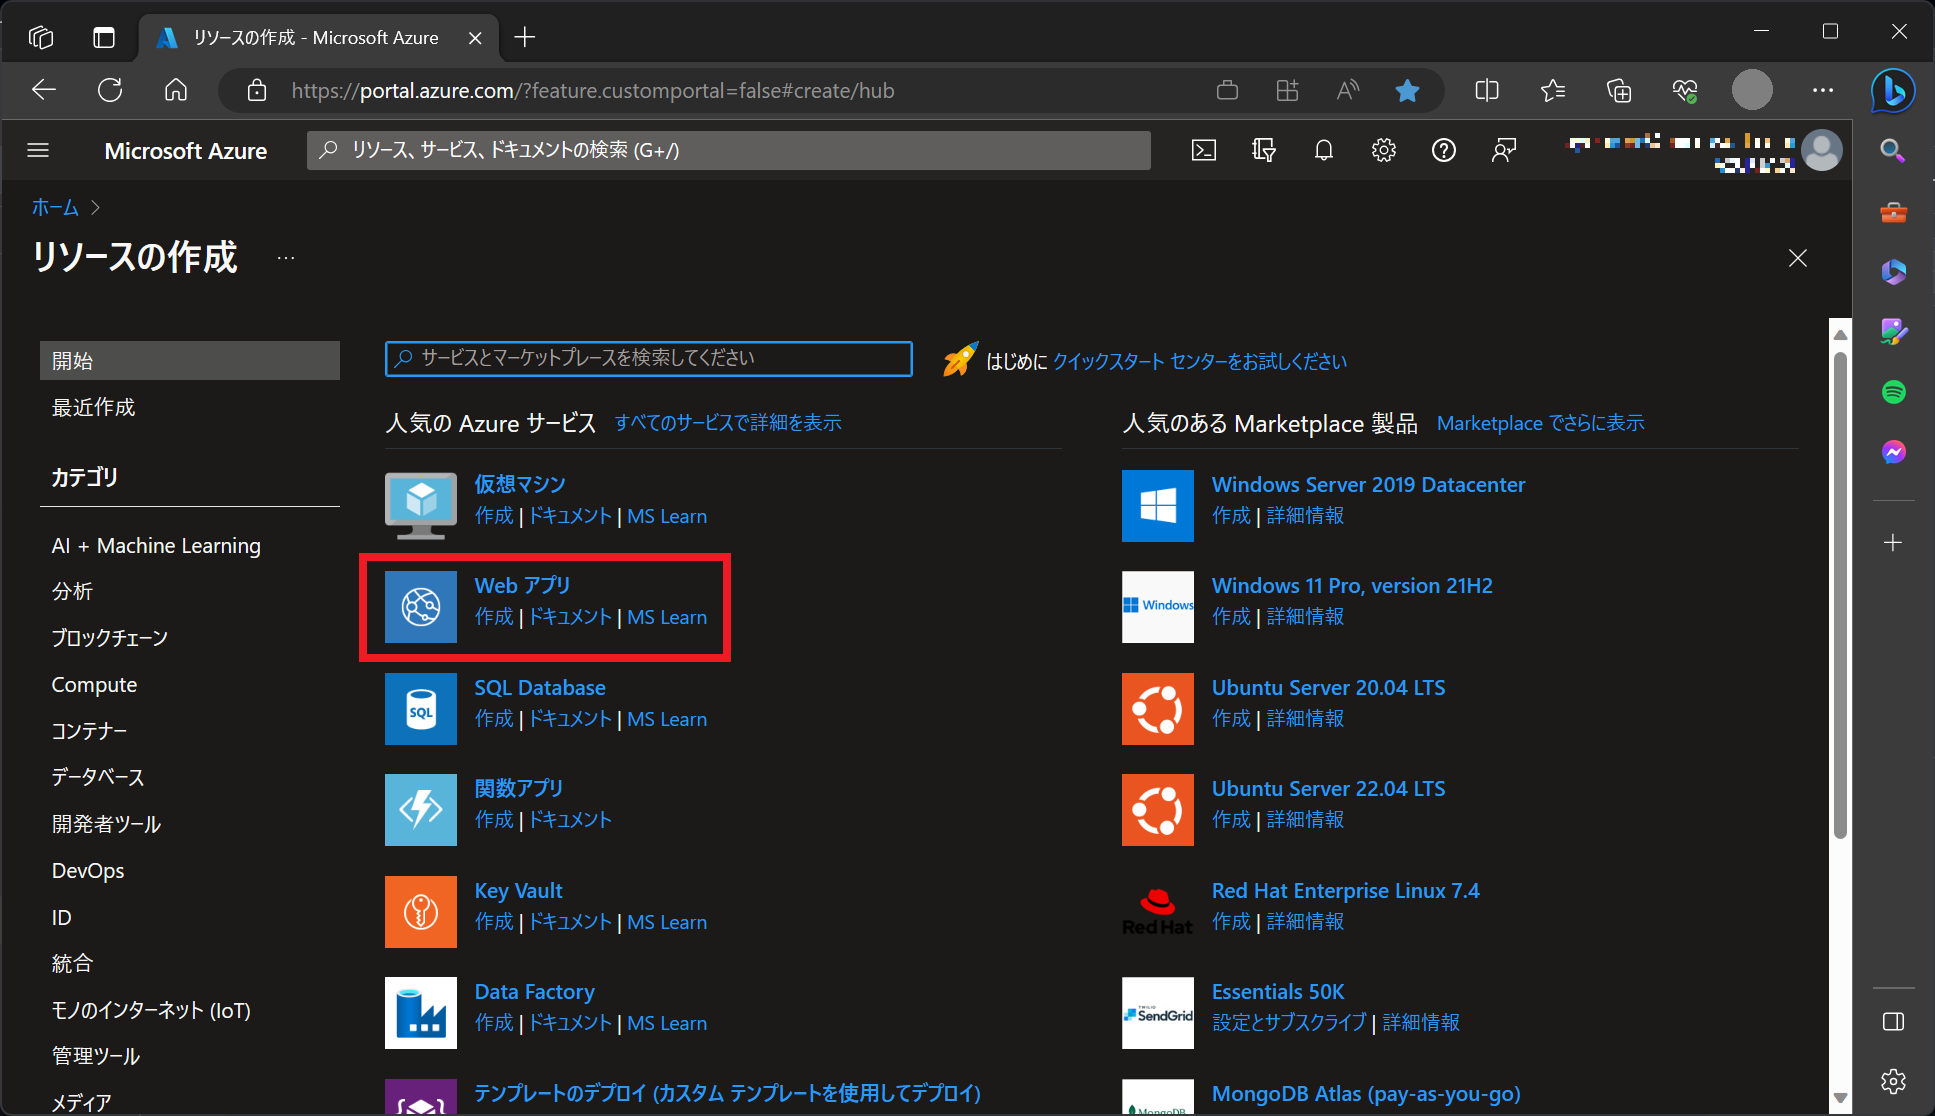 リソースの作成 - Microsoft Azure
https://portal.azure.com/?feature.customportal=false#create/hub
Microsoft Azure
リソース、サービス、ドキュメントの検索 (G+/)
ホーム
リソースの作成
開始
最近作成
カテゴリ
AI + Machine Learning
分析
ブロックチェーン
Compute
コンテナー
データベース
開発者ツール
DevOps
ID
統合
モノのインターネット (IoT)
管理ツール
メディア
サービスとマーケットプレースを検索してください
はじめに クイックスタート センターをお試しください
人気の Azure サービス すべてのサービスで詳細を表示
仮想マシン
作成 | ドキュメント | MS Learn
Web アプリ
作成 | ドキュメント | MS Learn
SQL
SQL Database
作成 | ドキュメント | MS Learn
関数アプリ
作成 | ドキュメント
Key Vault
作成 | ドキュメント | MS Learn
Data Factory
作成 | ドキュメント | MS Learn
テンプレートのデプロイ (カスタム テンプレートを使用してデプロイ)
人気のある Marketplace 製品 Marketplace でさらに表示
Windows Server 2019 Datacenter
作成 | 詳細情報
Windows
Windows 11 Pro, version 21H2
作成 | 詳細情報
Ubuntu Server 20.04 LTS
作成 | 詳細情報
Ubuntu Server 22.04 LTS
作成 | 詳細情報
Red Hat
Red Hat Enterprise Linux 7.4
作成 | 詳細情報
TWILIO
SendGrid
Essentials 50K
設定とサブスクライブ | 詳細情報
MongoDB
MongoDB Atlas (pay-as-you-go)